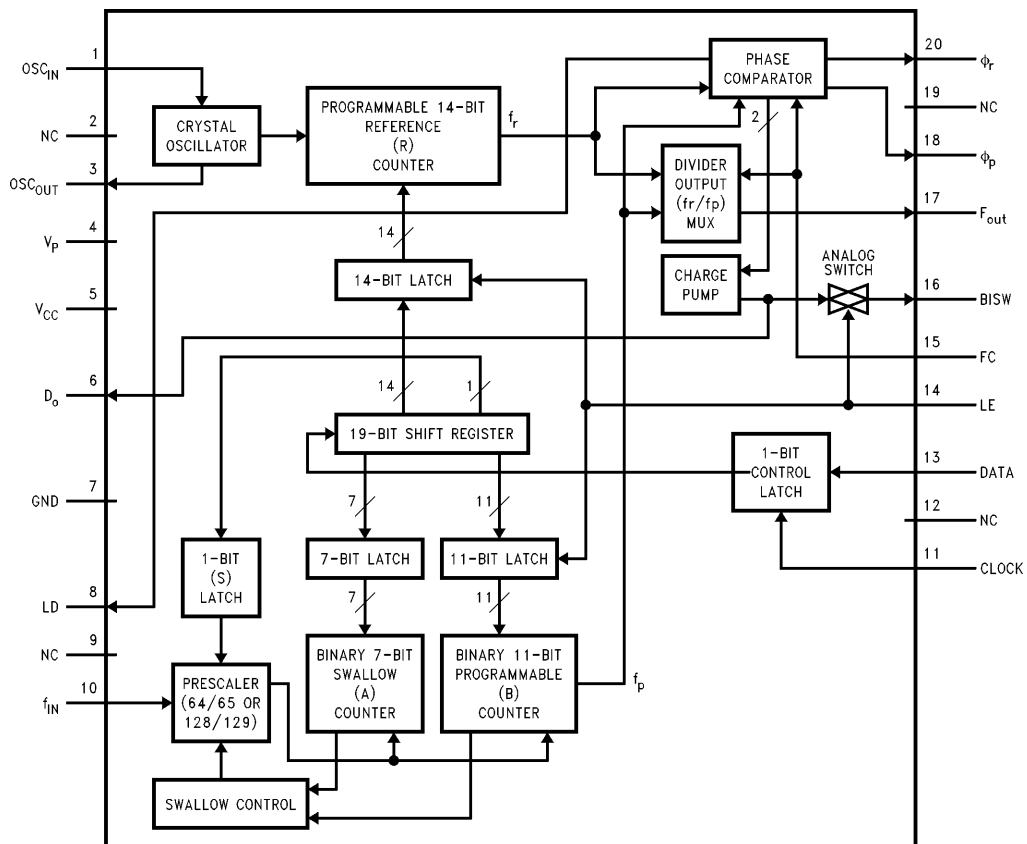 1
OSC_IN
2
NC
3
OSC_OUT
4
V_P
5
V_CC
6
D_o
7
GND
8
LD
9
NC
10
f_IN
CRYSTAL
OSCILLATOR
PROGRAMMABLE 14-BIT
REFERENCE
(R)
COUNTER
f_r
14
14-BIT LATCH
14
1
19-BIT SHIFT REGISTER
7
11
1-BIT
(S)
LATCH
7-BIT LATCH
11-BIT LATCH
7
11
PRESCALER
(64/65 OR
128/129)
BINARY 7-BIT
SWALLOW
(A)
COUNTER
BINARY 11-BIT
PROGRAMMABLE
(B)
COUNTER
f_p
SWALLOW CONTROL
PHASE
COMPARATOR
2
DIVIDER
OUTPUT
(fr/fp)
MUX
CHARGE
PUMP
ANALOG
SWITCH
1-BIT
CONTROL
LATCH
20
ϕ_r
19
NC
18
ϕ_p
17
F_out
16
BISW
15
FC
14
LE
13
DATA
12
NC
11
CLOCK